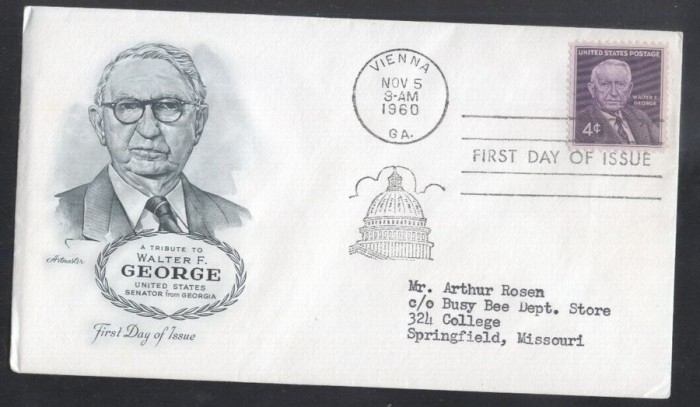 VIENNA
NOV 5
3-AM
1960
GA.
UNITED STATES POSTAGE
WALTER F.
GEORGE
4¢
FIRST DAY OF ISSUE
Artmaster
A TRIBUTE TO
WALTER F.
GEORGE
UNITED STATES
SENATOR from GEORGIA
First Day of Issue
Mr. Arthur Rosen
c/o Busy Bee Dept. Store
324 College
Springfield, Missouri